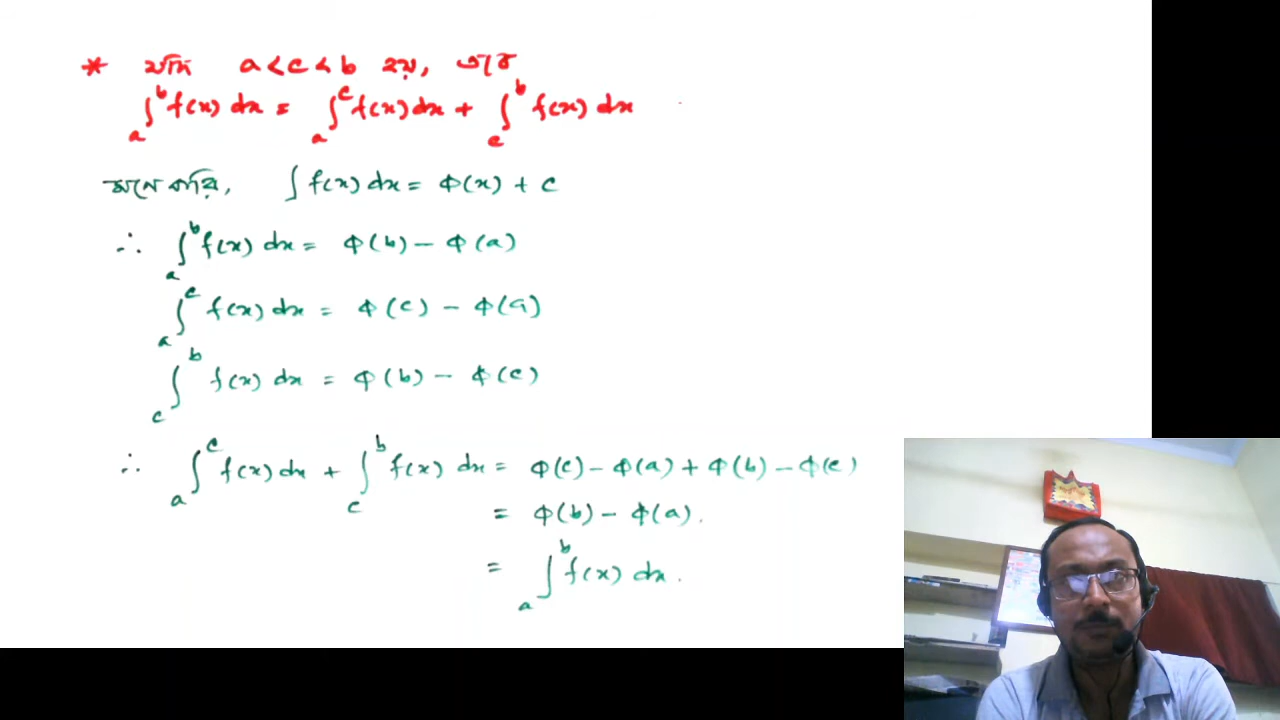 * যদি a < c < b হয়, তবে
∫ₐᵇ f(x) dx = ∫ₐᶜ f(x) dx + ∫꜀ᵇ f(x) dx
মনে করি, ∫ f(x) dx = Φ(x) + c
∴ ∫ₐᵇ f(x) dx = Φ(b) − Φ(a)
∫ₐᶜ f(x) dx = Φ(c) − Φ(a)
∫꜀ᵇ f(x) dx = Φ(b) − Φ(c)
∴ ∫ₐᶜ f(x) dx + ∫꜀ᵇ f(x) dx = Φ(c) − Φ(a) + Φ(b) − Φ(c)
= Φ(b) − Φ(a).
= ∫ₐᵇ f(x) dx.